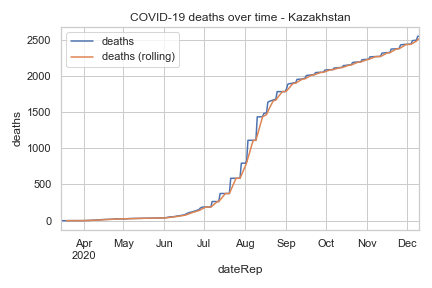 COVID-19 deaths over time - Kazakhstan
deaths
deaths (rolling)
deaths
2500
2000
1500
1000
500
0
Apr May Jun Jul Aug Sep Oct Nov Dec
2020
dateRep